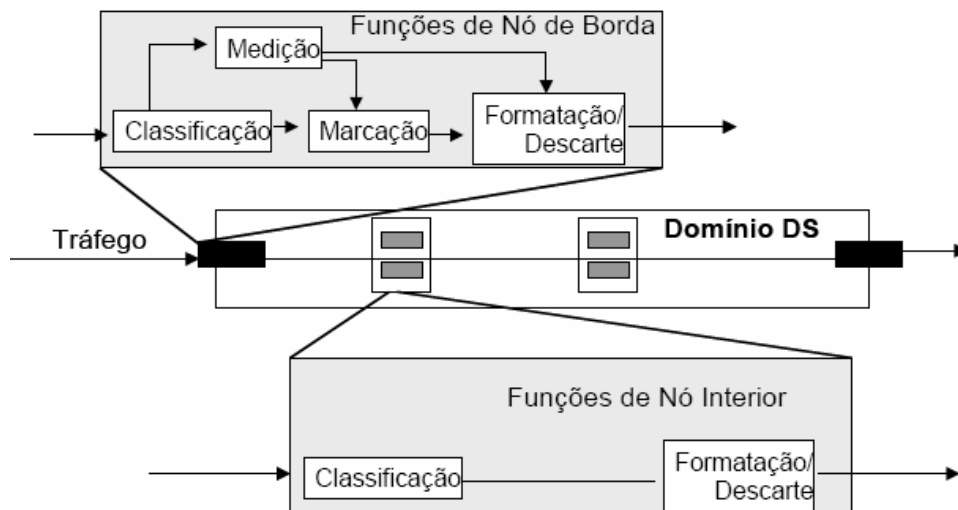 Funções de Nó de Borda
Medição
Classificação
Marcação
Formatação/
Descarte
Tráfego
Domínio DS
Funções de Nó Interior
Classificação
Formatação/
Descarte